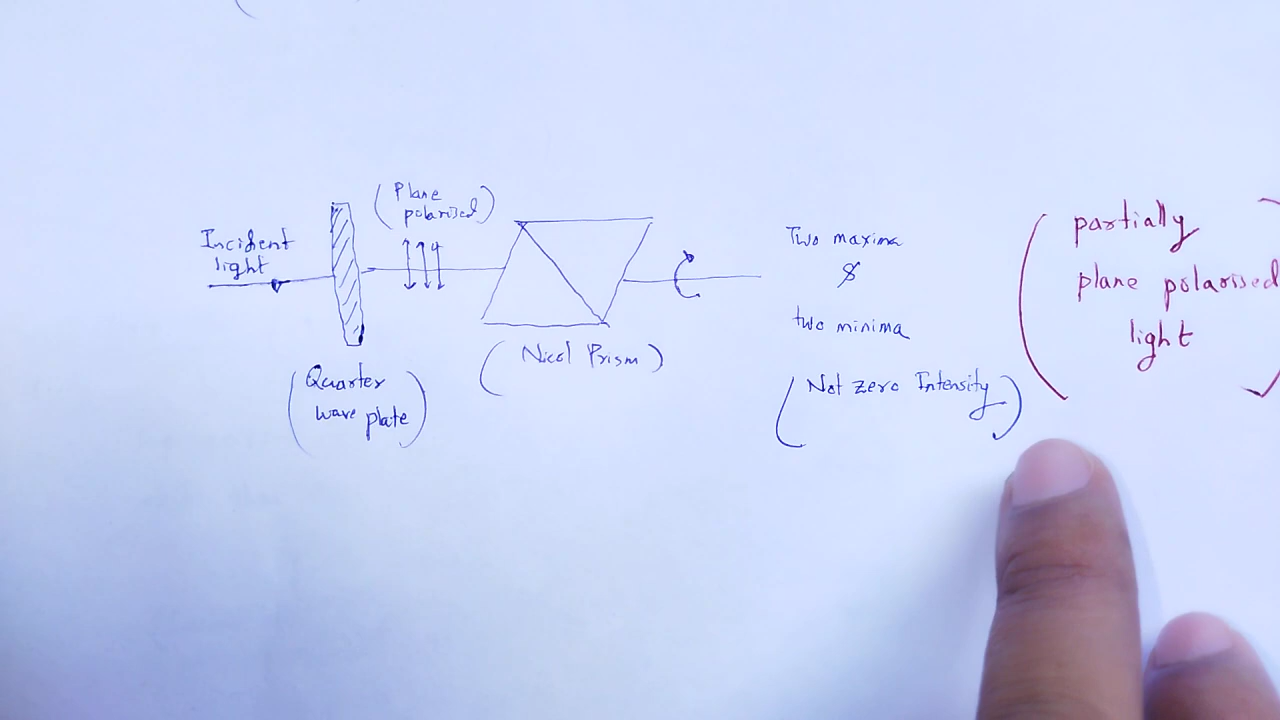 Incident
light
(Plane
polarised)
(Quarter
wave plate)
(Nicol Prism)
Two maxima
&
two minima
(Not zero Intensity)
(partially
plane polarised
light